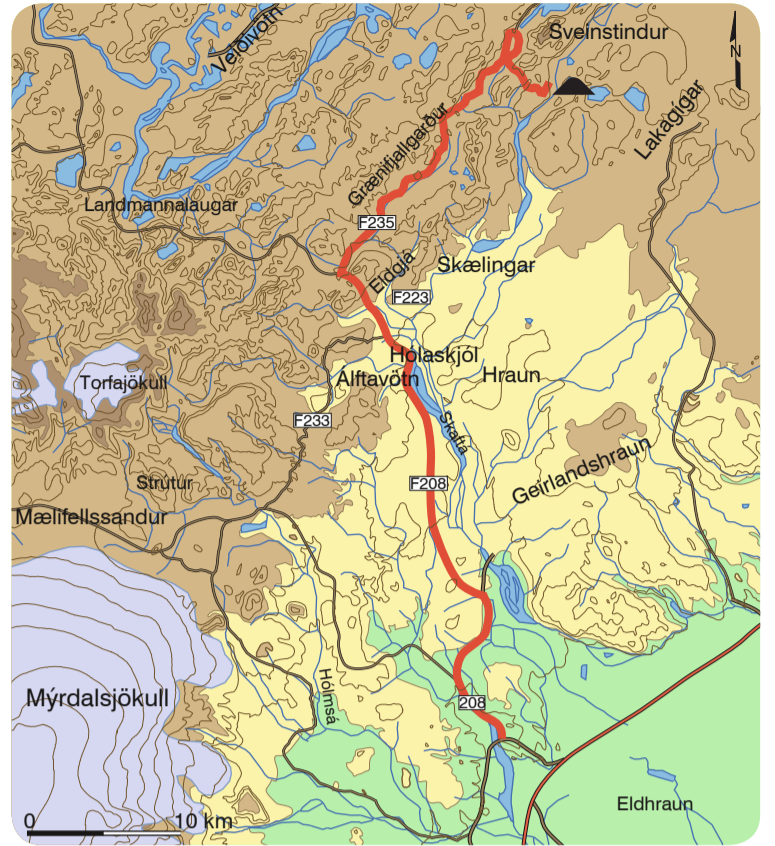 Sveinstindur
N
Veiðivötn
Lakagígar
Grænifjallgarður
Landmannalaugar
F235
Skælingar
Eldgjá
F223
Hólaskjól
Álftavötn
Hraun
Torfajökull
F233
Skaftá
Geirlandshraun
Strútur
F208
Mælifellssandur
Hólmsá
Mýrdalsjökull
208
Eldhraun
0
10 km